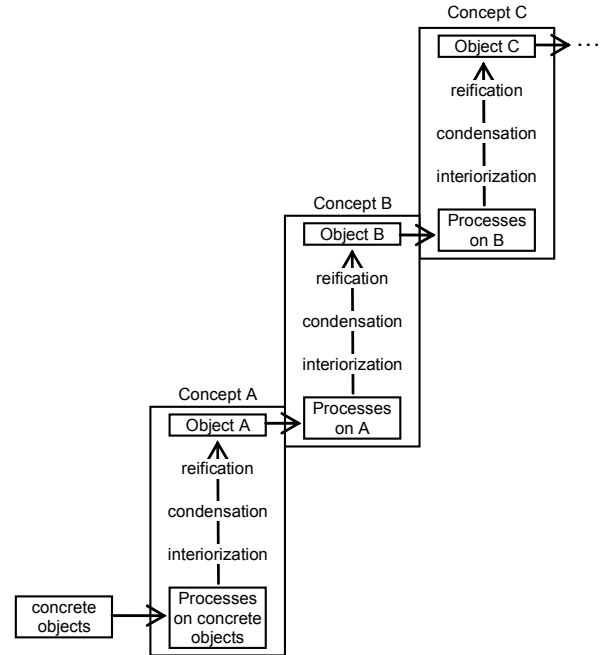 Concept C
Object C
...
reification
condensation
interiorization
Processes
on B
Concept B
Object B
reification
condensation
interiorization
Processes
on A
Concept A
Object A
reification
condensation
interiorization
Processes
on concrete
objects
concrete
objects